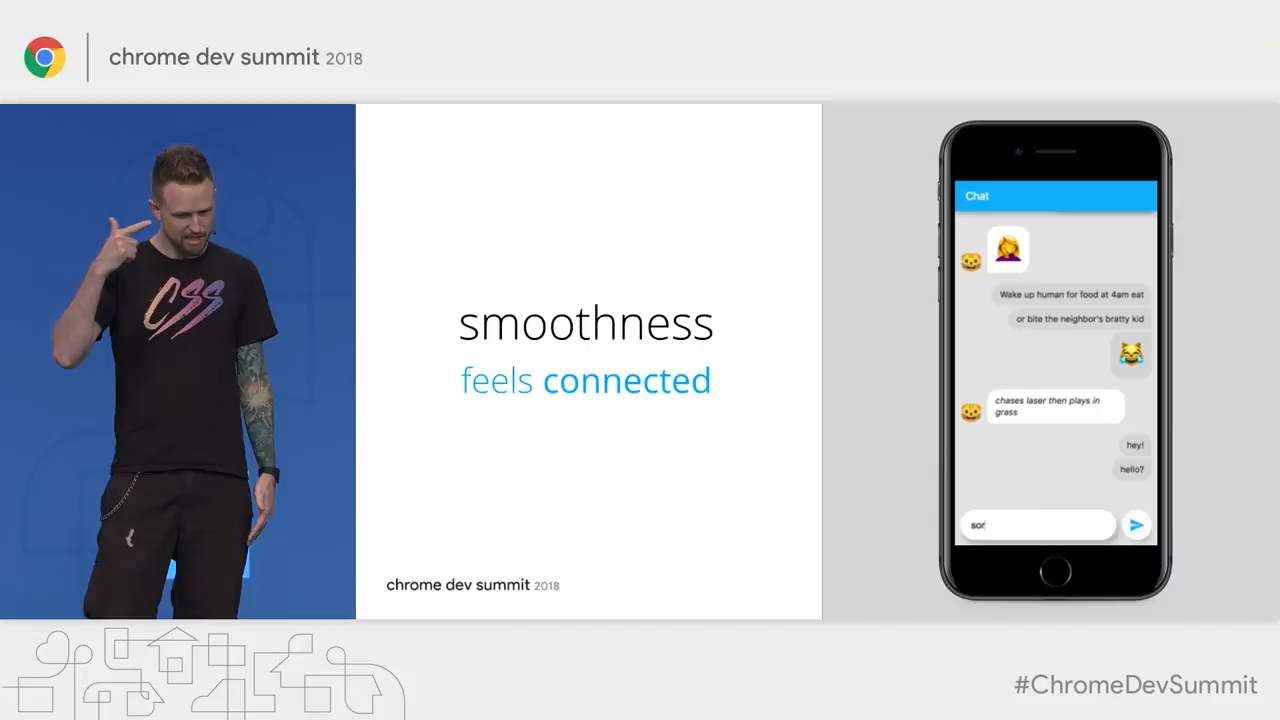 chrome dev summit 2018
CSS
smoothness
feels connected
chrome dev summit 2018
Chat
Wake up human for food at 4am eat
or bite the neighbor's bratty kid
chases laser then plays in
grass
hey!
hello?
sor
#ChromeDevSummit